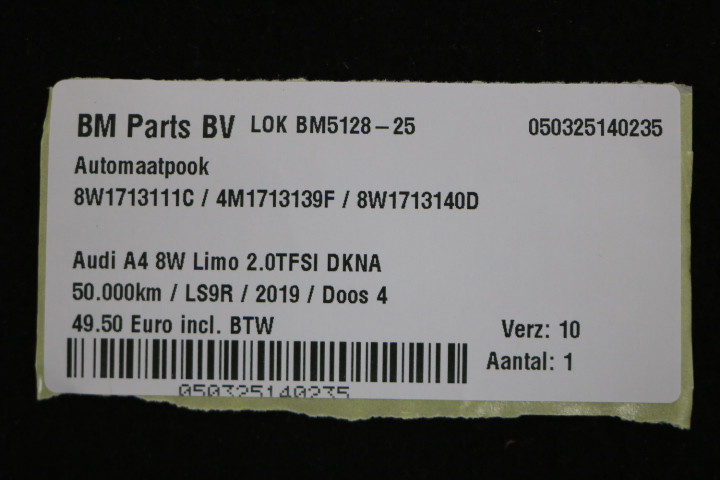 BM Parts BV LOK BM5128-25 050325140235
Automaatpook
8W1713111C / 4M1713139F / 8W1713140D
Audi A4 8W Limo 2.0TFSI DKNA
50.000km / LS9R / 2019 / Doos 4
49.50 Euro incl. BTW Verz: 10
Aantal: 1
050325140235